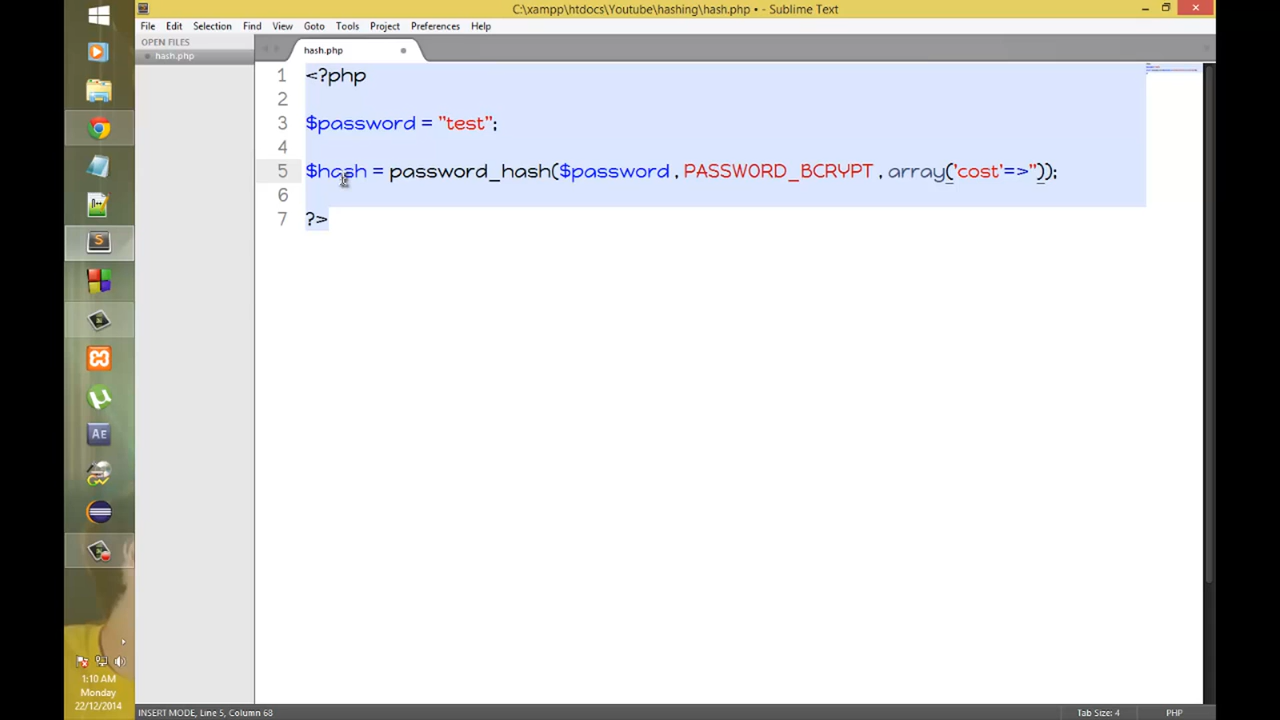 C:\xampp\htdocs\Youtube\hashing\hash.php • - Sublime Text
File Edit Selection Find View Goto Tools Project Preferences Help
OPEN FILES
hash.php
hash.php
1 <?php
2
3 $password = "test";
4
5 $hash = password_hash($password , PASSWORD_BCRYPT , array('cost'=>''));
6
7 ?>
AE
1:10 AM
Monday
22/12/2014
INSERT MODE, Line 5, Column 68
Tab Size: 4
PHP